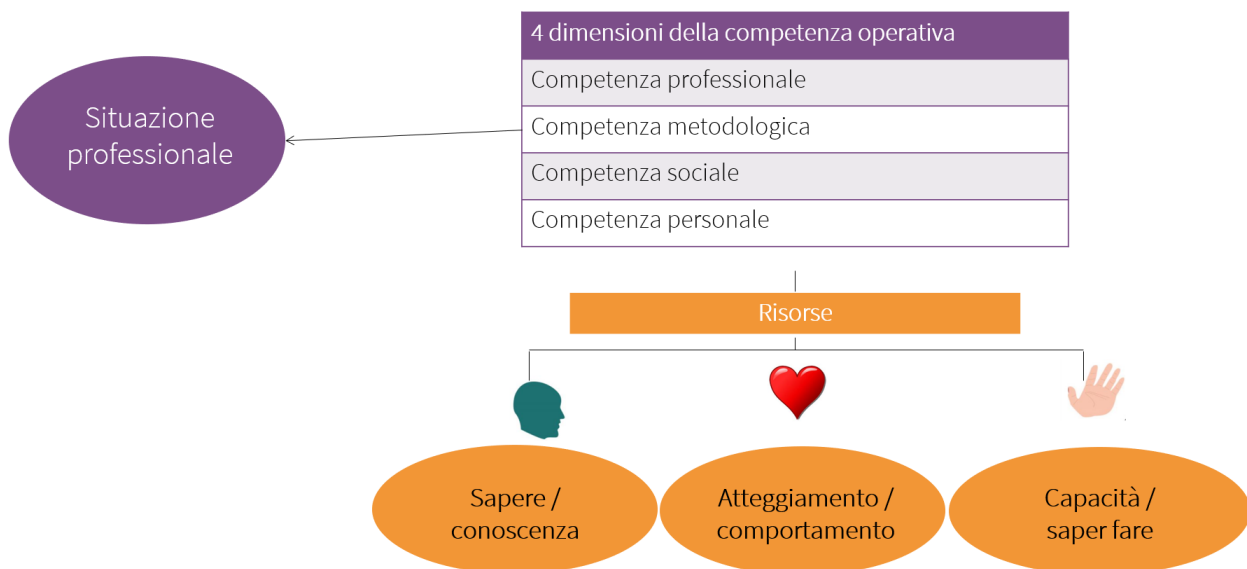 4 dimensioni della competenza operativa
Competenza professionale
Situazione
professionale
Competenza metodologica
Competenza sociale
Competenza personale
Risorse
Sapere /
conoscenza
Atteggiamento /
comportamento
Capacità /
saper fare